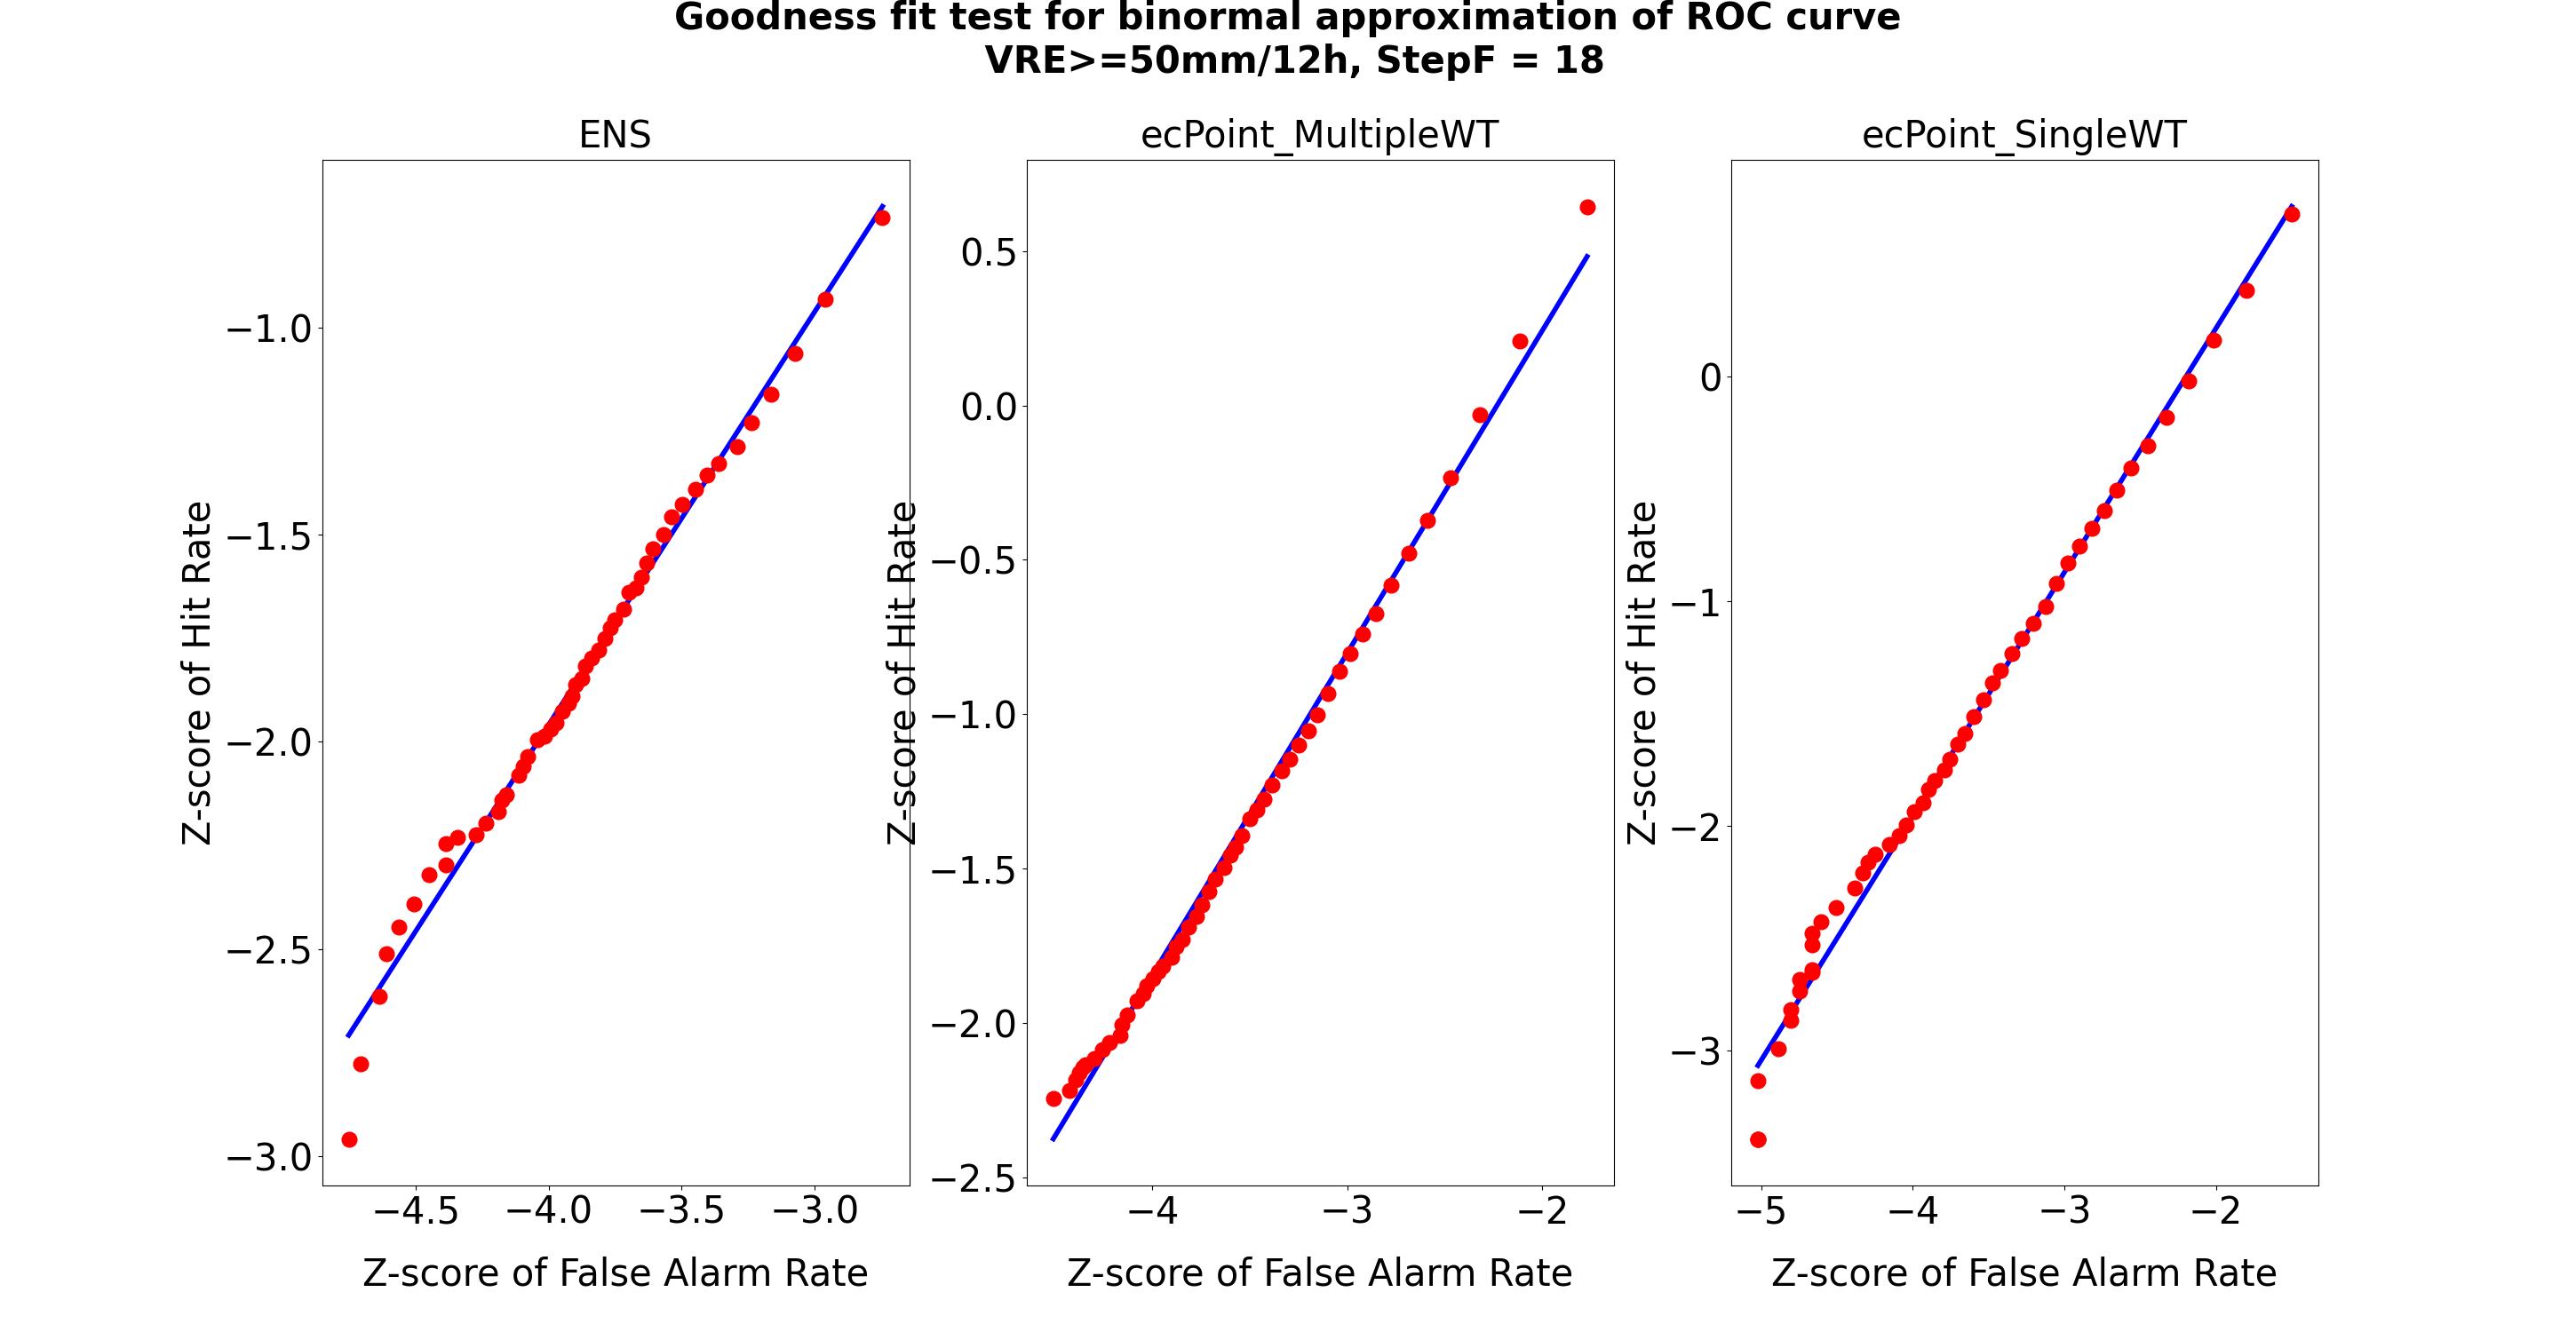 Goodness fit test for binormal approximation of ROC curve
VRE>=50mm/12h, StepF = 18
ENS
Z-score of Hit Rate
−1.0
−1.5
−2.0
−2.5
−3.0
−4.5 −4.0 −3.5 −3.0
Z-score of False Alarm Rate
ecPoint_MultipleWT
Z-score of Hit Rate
0.5
0.0
−0.5
−1.0
−1.5
−2.0
−2.5
−4 −3 −2
Z-score of False Alarm Rate
ecPoint_SingleWT
Z-score of Hit Rate
0
−1
−2
−3
−5 −4 −3 −2
Z-score of False Alarm Rate